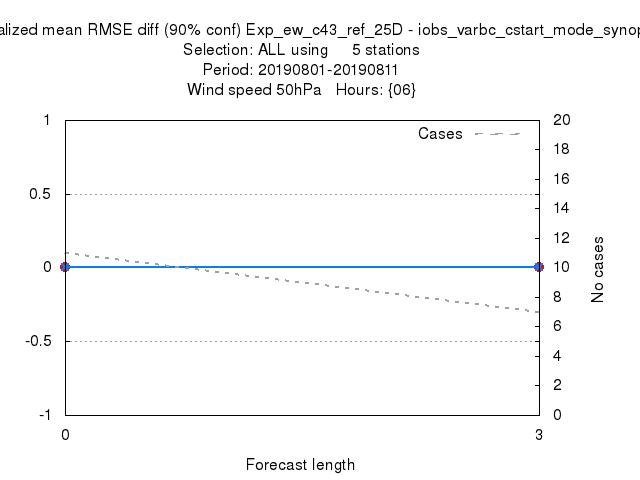 alized mean RMSE diff (90% conf) Exp_ew_c43_ref_25D - iobs_varbc_cstart_mode_synop
Selection: ALL using 5 stations
Period: 20190801-20190811
Wind speed 50hPa Hours: {06}
Cases
1
0.5
0
-0.5
-1
20
18
16
14
12
10
8
6
4
2
0
No cases
0
3
Forecast length